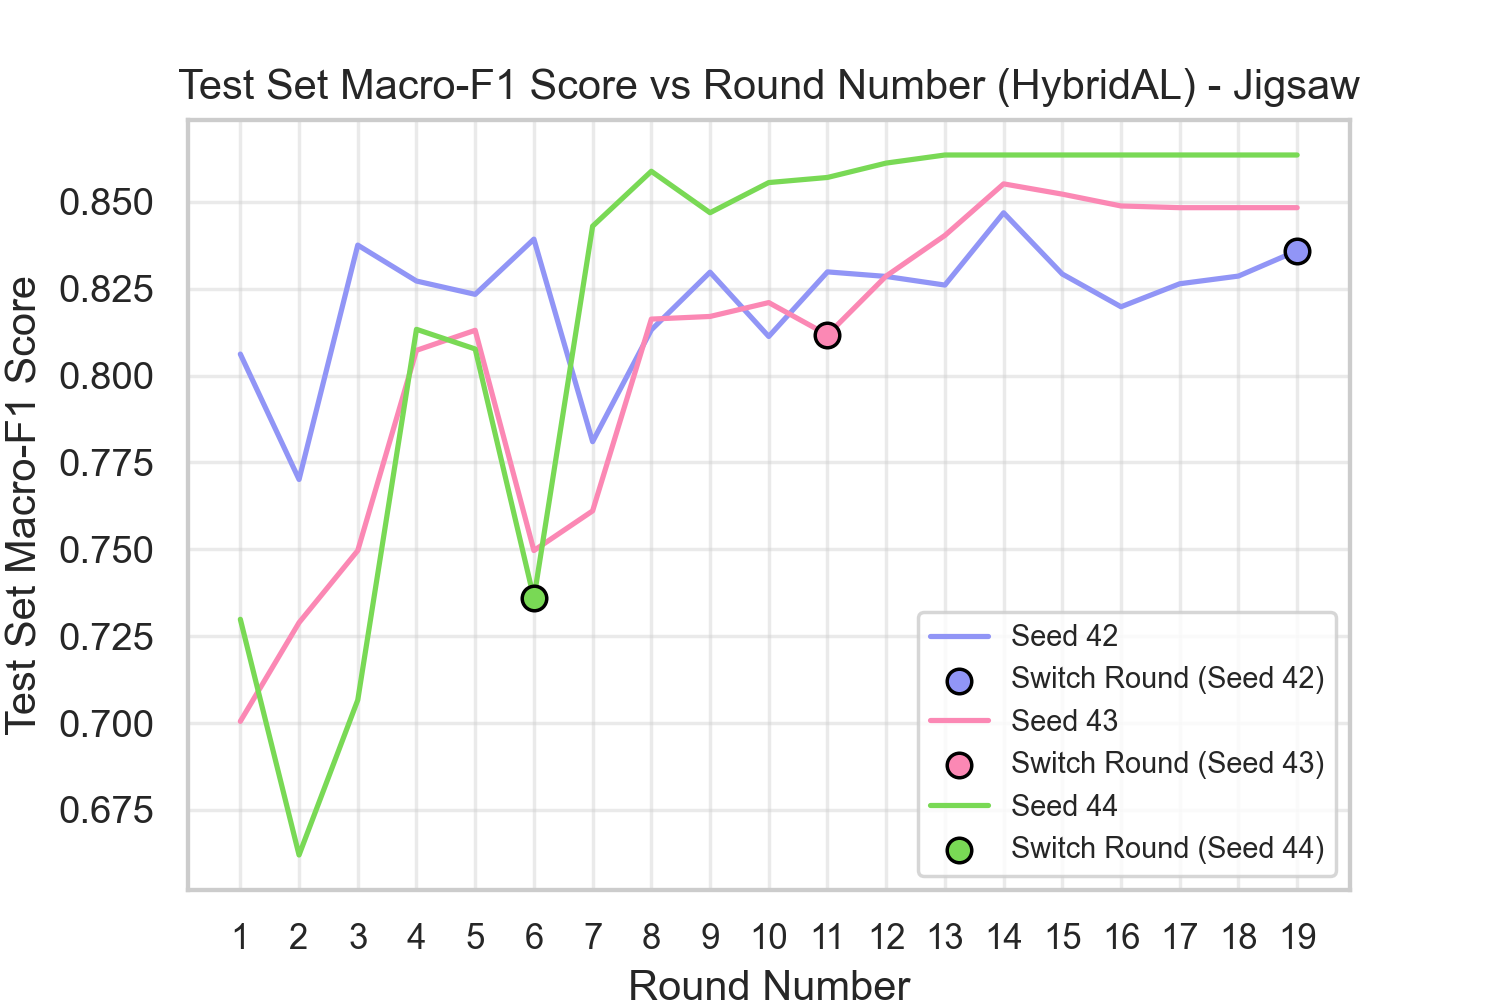 Test Set Macro-F1 Score vs Round Number (HybridAL) - Jigsaw
Test Set Macro-F1 Score
0.850
0.825
0.800
0.775
0.750
0.725
0.700
0.675
Seed 42
Switch Round (Seed 42)
Seed 43
Switch Round (Seed 43)
Seed 44
Switch Round (Seed 44)
1 2 3 4 5 6 7 8 9 10 11 12 13 14 15 16 17 18 19
Round Number